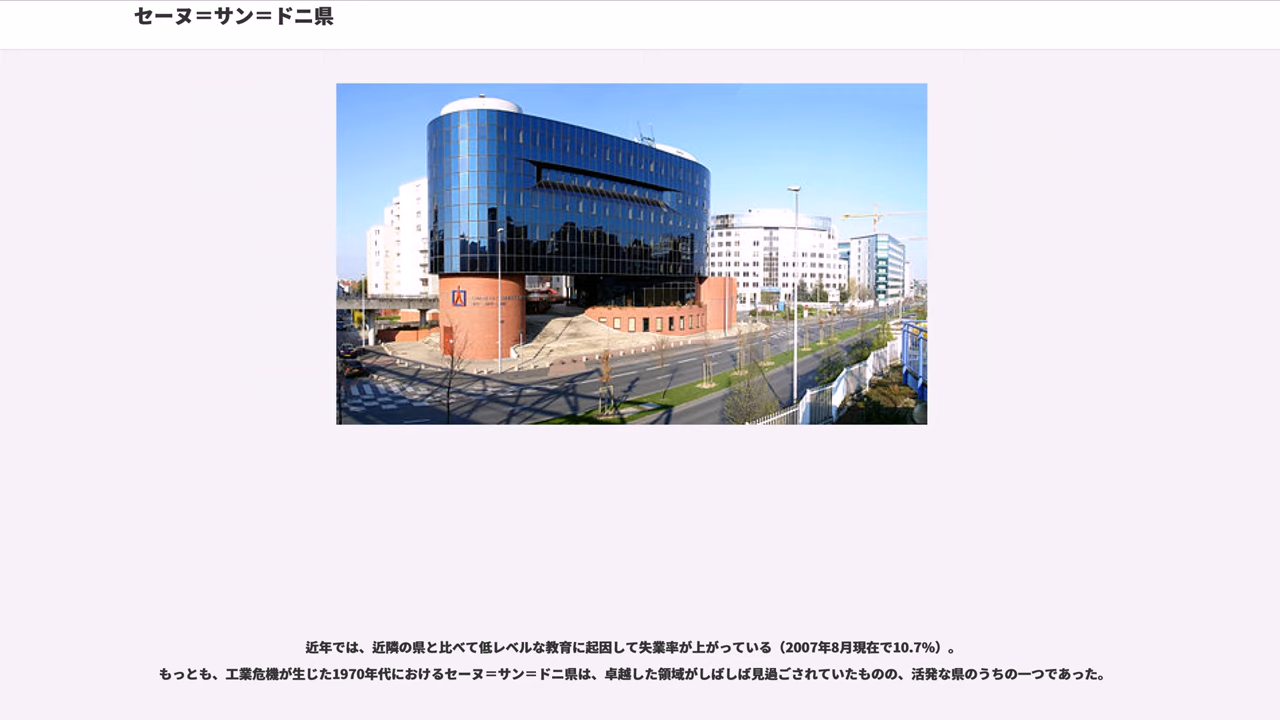 セーヌ＝サン＝ドニ県
近年では、近隣の県と比べて低レベルな教育に起因して失業率が上がっている（2007年8月現在で10.7%）。
もっとも、工業危機が生じた1970年代におけるセーヌ＝サン＝ドニ県は、卓越した領域がしばしば見過ごされていたものの、活発な県のうちの一つであった。